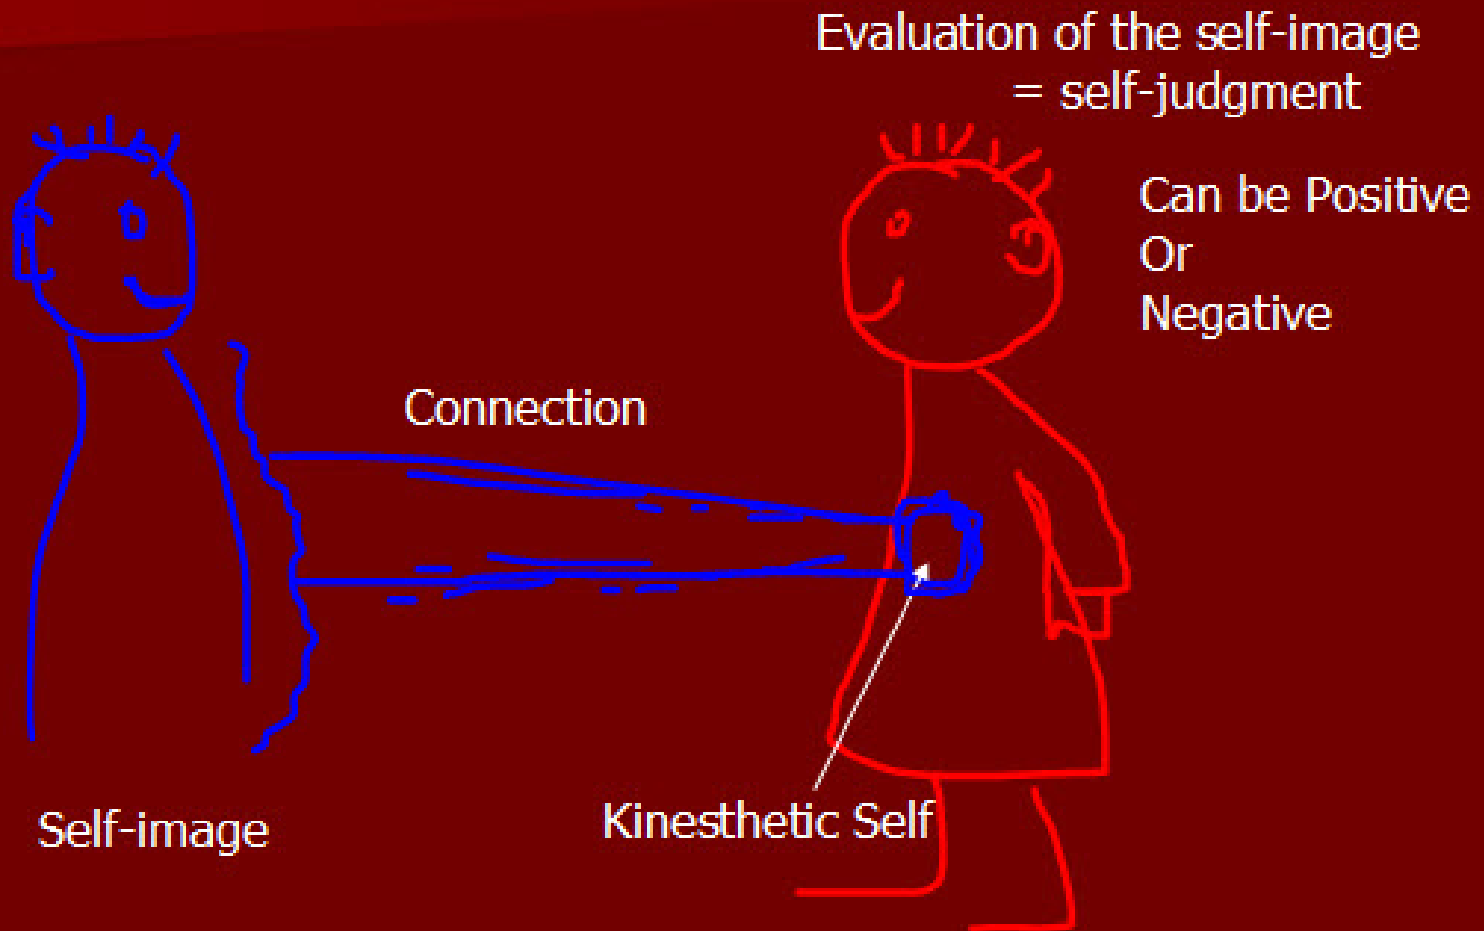 Evaluation of the self-image
= self-judgment
Can be Positive
Or
Negative
Connection
Self-image
Kinesthetic Self